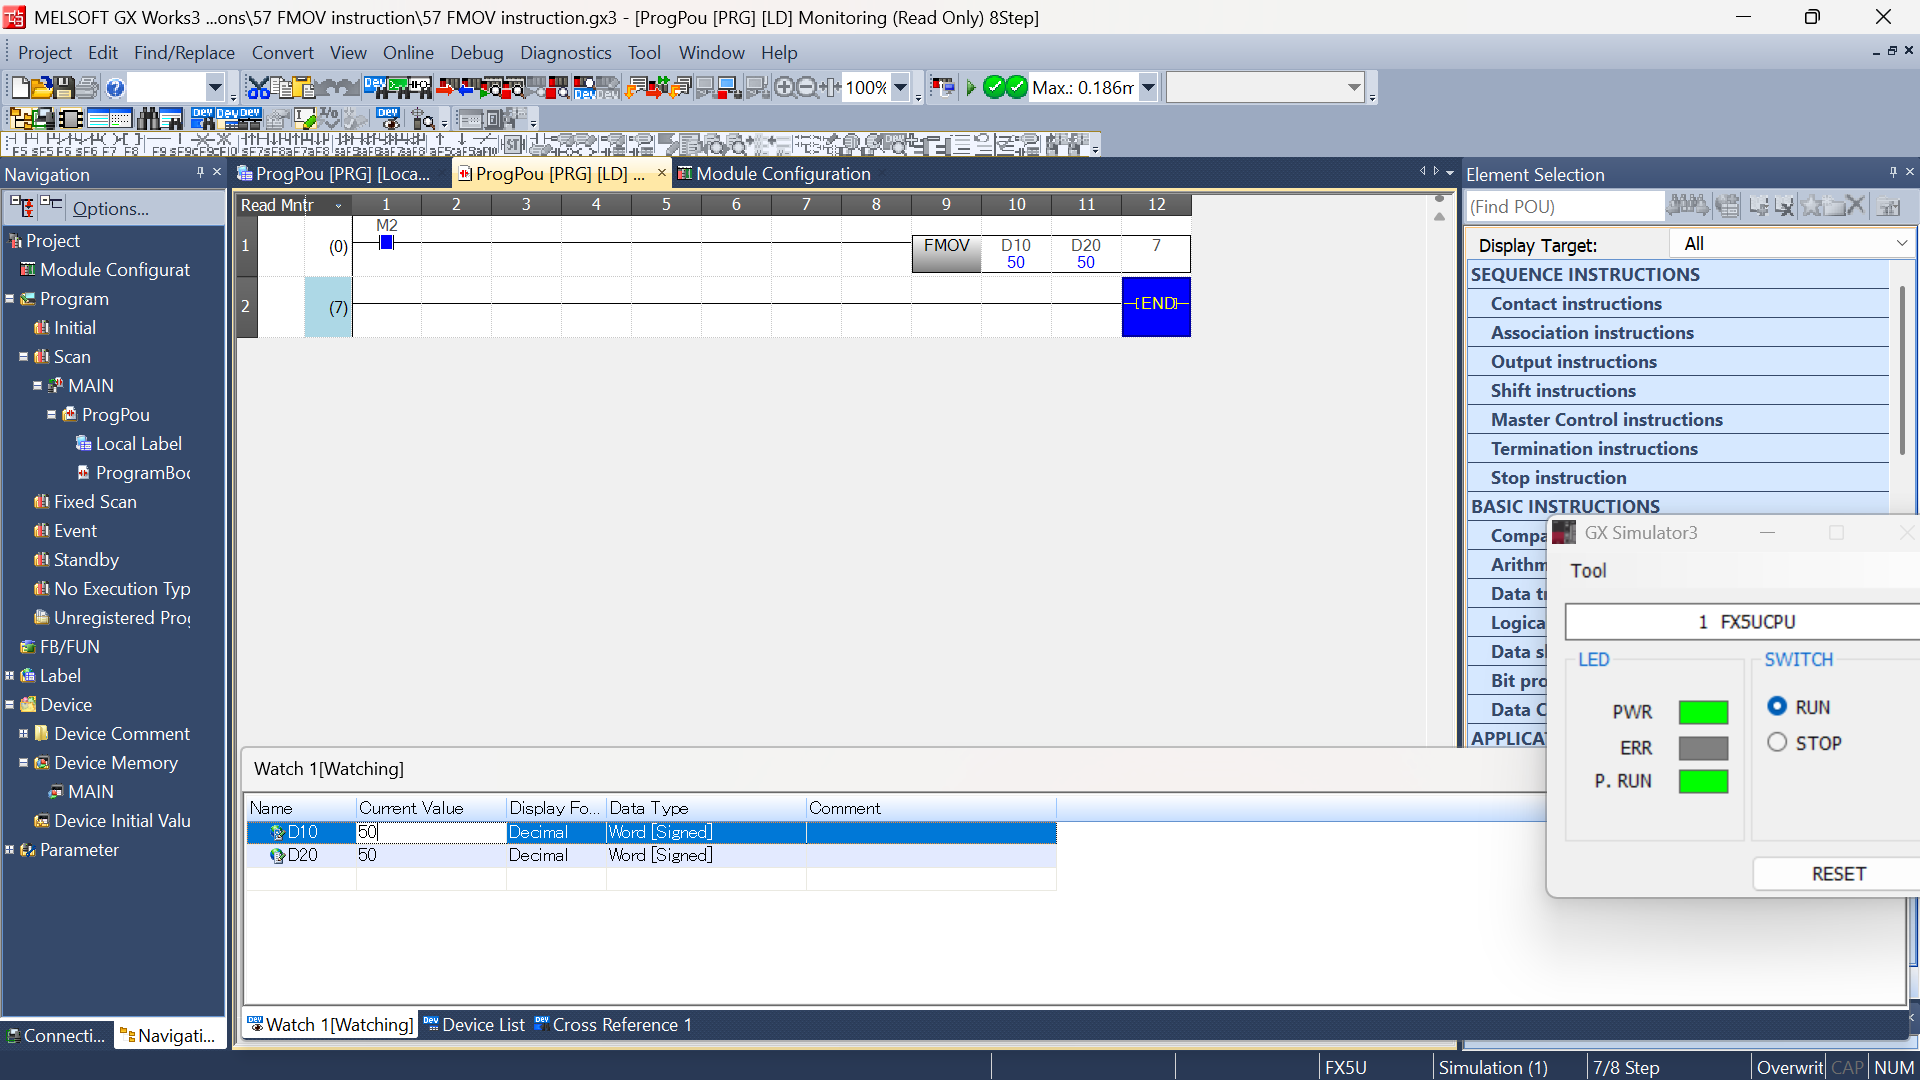 MELSOFT GX Works3 ...ons\57 FMOV instruction\57 FMOV instruction.gx3 - [ProgPou [PRG] [LD] Monitoring (Read Only) 8Step]
Project Edit Find/Replace Convert View Online Debug Diagnostics Tool Window Help
100% Max.: 0.186m
Navigation
Options...
Project
Module Configurat
Program
Initial
Scan
MAIN
ProgPou
Local Label
ProgramBod
Fixed Scan
Event
Standby
No Execution Typ
Unregistered Prog
FB/FUN
Label
Device
Device Comment
Device Memory
MAIN
Device Initial Valu
Parameter
Connecti... Navigati...
ProgPou [PRG] [Loca... ProgPou [PRG] [LD] ... Module Configuration
Read Mntr 1 2 3 4 5 6 7 8 9 10 11 12
M2
1 (0) FMOV D10 D20 7
50 50
2 (7) [END]
Watch 1[Watching]
Name Current Value Display Fo... Data Type Comment
D10 50 Decimal Word [Signed]
D20 50 Decimal Word [Signed]
Watch 1[Watching] Device List Cross Reference 1
Element Selection
(Find POU)
Display Target: All
SEQUENCE INSTRUCTIONS
Contact instructions
Association instructions
Output instructions
Shift instructions
Master Control instructions
Termination instructions
Stop instruction
BASIC INSTRUCTIONS
Compa
Arithm
Data t
Logica
Data s
Bit pro
Data C
APPLICA
GX Simulator3
Tool
1 FX5UCPU
LED SWITCH
PWR RUN
ERR STOP
P. RUN
RESET
FX5U Simulation (1) 7/8 Step Overwrit CAP NUM